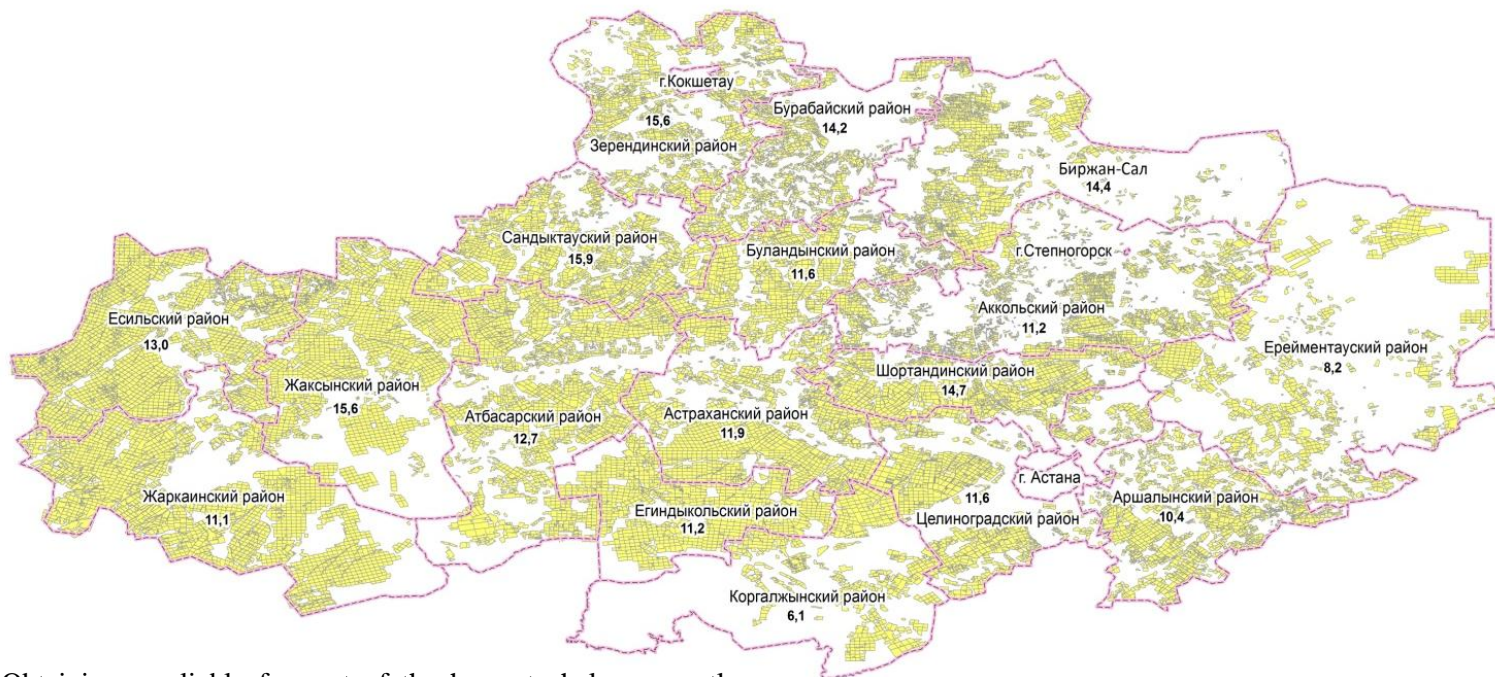 г.Кокшетау
15,6
Зерендинский район
Бурабайский район
14,2
Биржан-Сал
14,4
Сандыктауский район
15,9
Буландынский район
11,6
г.Степногорск
Аккольский район
11,2
Есильский район
13,0
Жаксынский район
15,6
Ерейментауский район
8,2
Шортандинский район
14,7
Атбасарский район
12,7
Астраханский район
11,9
Жаркаинский район
11,1
Егиндыкольский район
11,2
г. Астана
11,6
Целиноградский район
Аршалынский район
10,4
Коргалжынский район
6,1